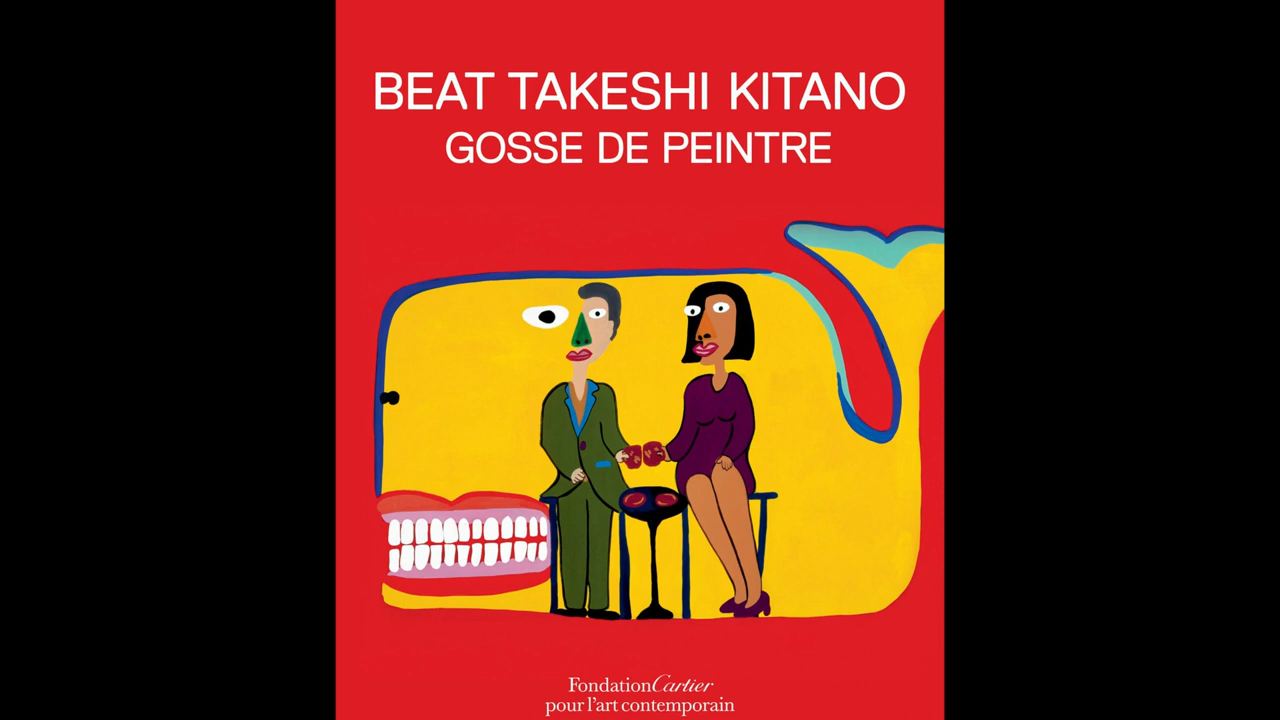 BEAT TAKESHI KITANO
GOSSE DE PEINTRE
FondationCartier
pour l'art contemporain